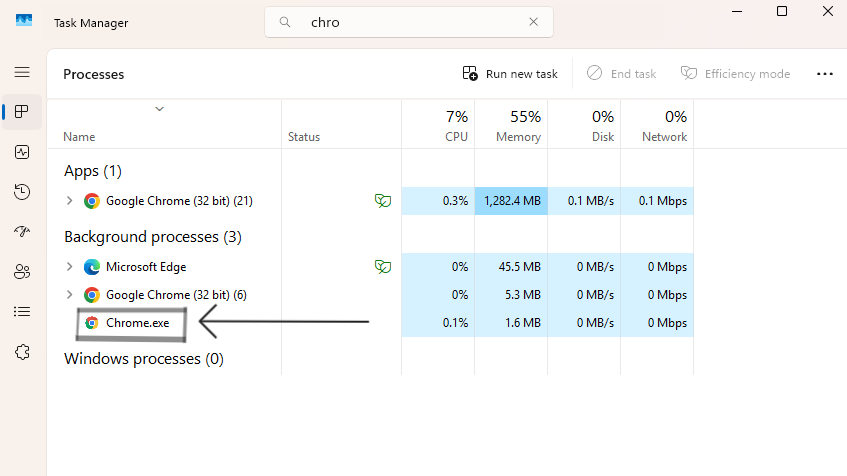 Task Manager
chro
Processes
Run new task
End task
Efficiency mode
7% 55% 0% 0%
Name Status CPU Memory Disk Network
Apps (1)
Google Chrome (32 bit) (21) 0.3% 1,282.4 MB 0.1 MB/s 0.1 Mbps
Background processes (3)
Microsoft Edge 0% 45.5 MB 0 MB/s 0 Mbps
Google Chrome (32 bit) (6) 0% 5.3 MB 0 MB/s 0 Mbps
Chrome.exe 0.1% 1.6 MB 0 MB/s 0 Mbps
Windows processes (0)